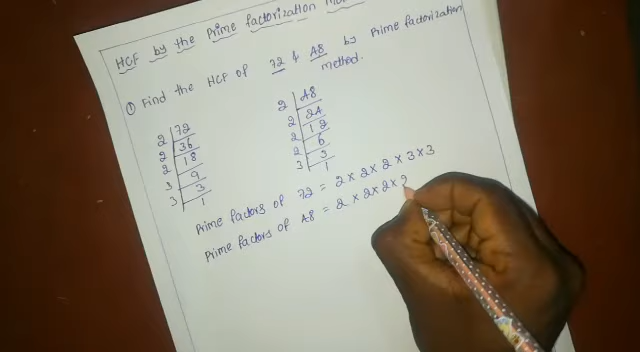 HCF by the Prime Factorization
① Find the HCF of 72 & 48 by Prime Factorization
method.
2 | 72
2 | 36
2 | 18
3 | 9
3 | 3
1
2 | 48
2 | 24
2 | 12
2 | 6
3 | 3
1
Prime factors of 72 = 2 × 2 × 2 × 3 × 3
Prime factors of 48 = 2 × 2 × 2 × 2